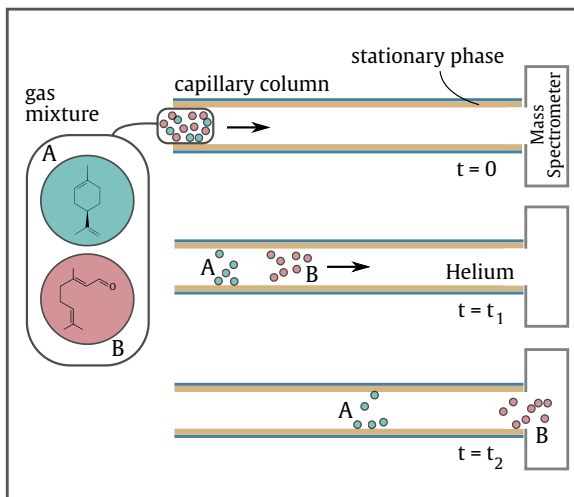 stationary phase
capillary column
gas
mixture
A
O
B
Mass
Spectrometer
t = 0
A
B
Helium
t = t1
A
B
t = t2